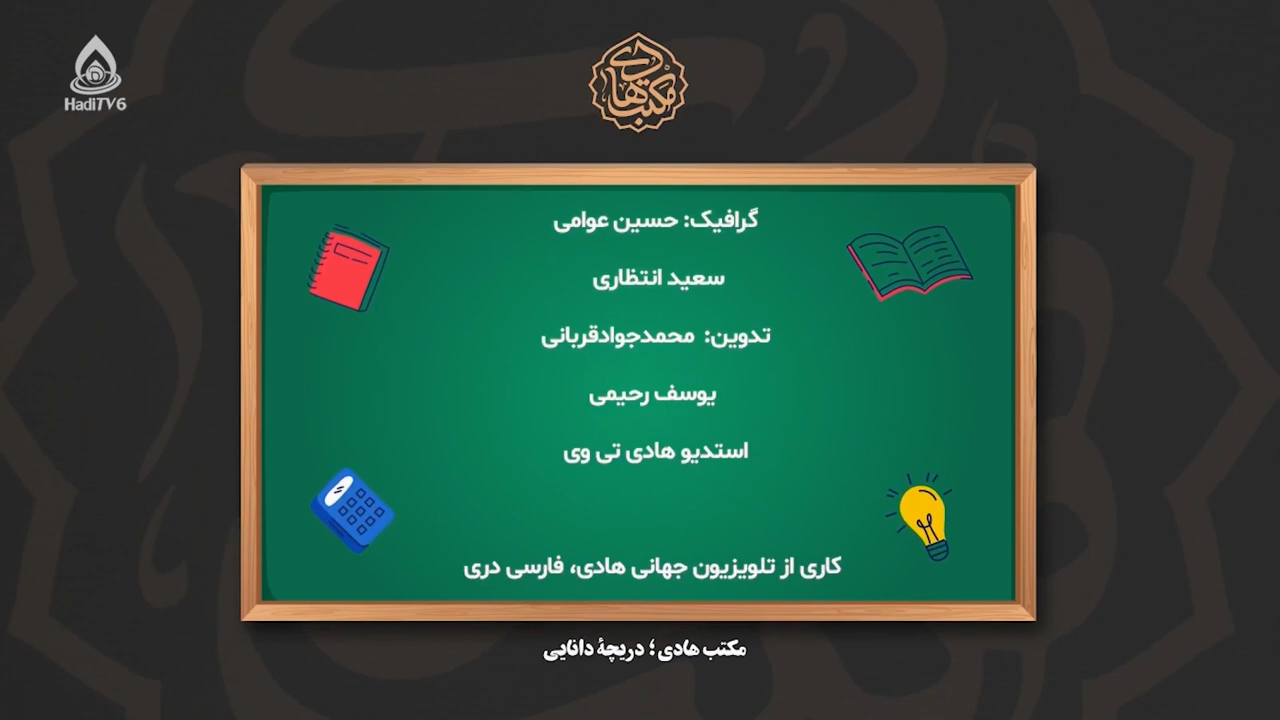 HadiTV6
مکتب هادی
گرافیک: حسین عوامی
سعید انتظاری
تدوین: محمدجوادقربانی
یوسف رحیمی
استدیو هادی تی وی
کاری از تلویزیون جهانی هادی، فارسی دری
مکتب هادی؛ دریچهٔ دانایی